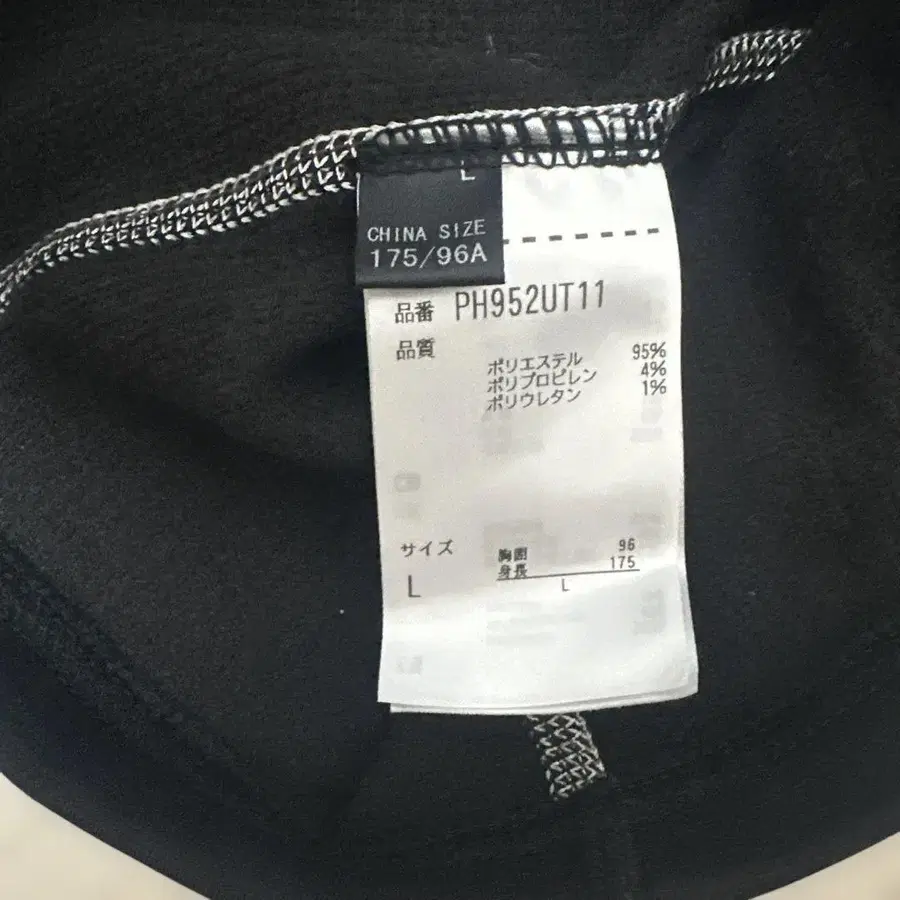 L
CHINA SIZE
175/96A
品番 PH952UT11
品質
ポリエステル 95%
ポリプロピレン 4%
ポリウレタン 1%
サイズ
L
胸囲 96
身長 175
L